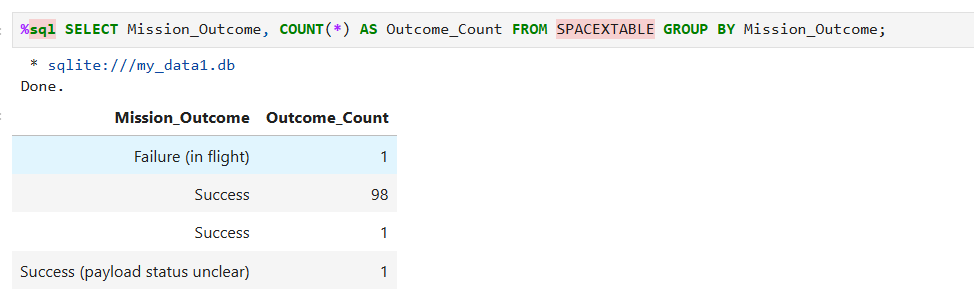 %sql SELECT Mission_Outcome, COUNT(*) AS Outcome_Count FROM SPACEXTABLE GROUP BY Mission_Outcome;
* sqlite:///my_data1.db
Done.
Mission_Outcome Outcome_Count
Failure (in flight) 1
Success 98
Success 1
Success (payload status unclear) 1